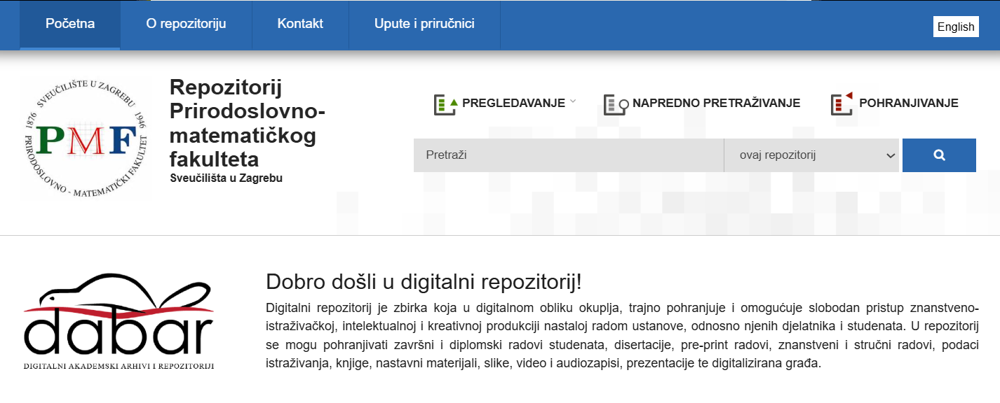 Početna
O repozitoriju
Kontakt
Upute i priručnici
English
SVEUČILIŠTE U ZAGREBU
1876
1946
PMF
PRIRODOSLOVNO - MATEMATIČKI FAKULTET
Repozitorij
Prirodoslovno-
matematičkog
fakulteta
Sveučilišta u Zagrebu
PREGLEDAVANJE
NAPREDNO PRETRAŽIVANJE
POHRANJIVANJE
Pretraži
ovaj repozitorij
dabar
DIGITALNI AKADEMSKI ARHIVI I REPOZITORIJI
Dobro došli u digitalni repozitorij!
Digitalni repozitorij je zbirka koja u digitalnom obliku okuplja, trajno pohranjuje i omogućuje slobodan pristup znanstveno-
istraživačkoj, intelektualnoj i kreativnoj produkciji nastaloj radom ustanove, odnosno njenih djelatnika i studenata. U repozitorij
se mogu pohranjivati završni i diplomski radovi studenata, disertacije, pre-print radovi, znanstveni i stručni radovi, podaci
istraživanja, knjige, nastavni materijali, slike, video i audiozapisi, prezentacije te digitalizirana građa.